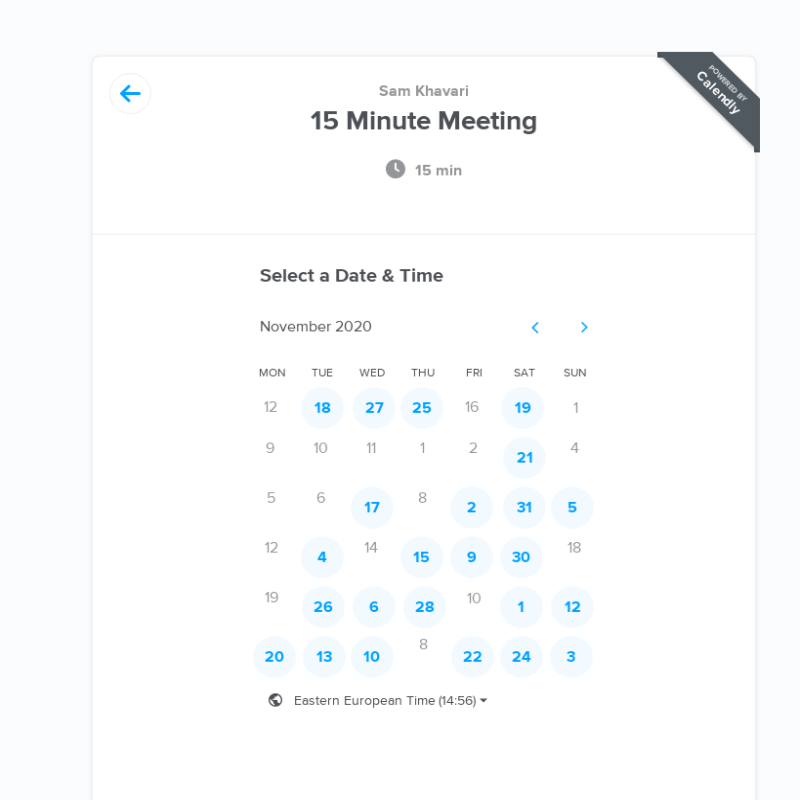 POWERED BY
Calendly
Sam Khavari
15 Minute Meeting
15 min
Select a Date & Time
November 2020
MON TUE WED THU FRI SAT SUN
12 18 27 25 16 19 1
9 10 11 1 2 21 4
5 6 17 8 2 31 5
12 4 14 15 9 30 18
19 26 6 28 10 1 12
20 13 10 8 22 24 3
Eastern European Time (14:56)